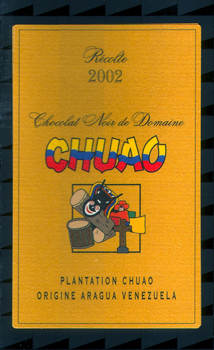 Récolte
2002
Chocolat Noir de Domaine
CHUAO
PLANTATION CHUAO
ORIGINE ARAGUA VENEZUELA